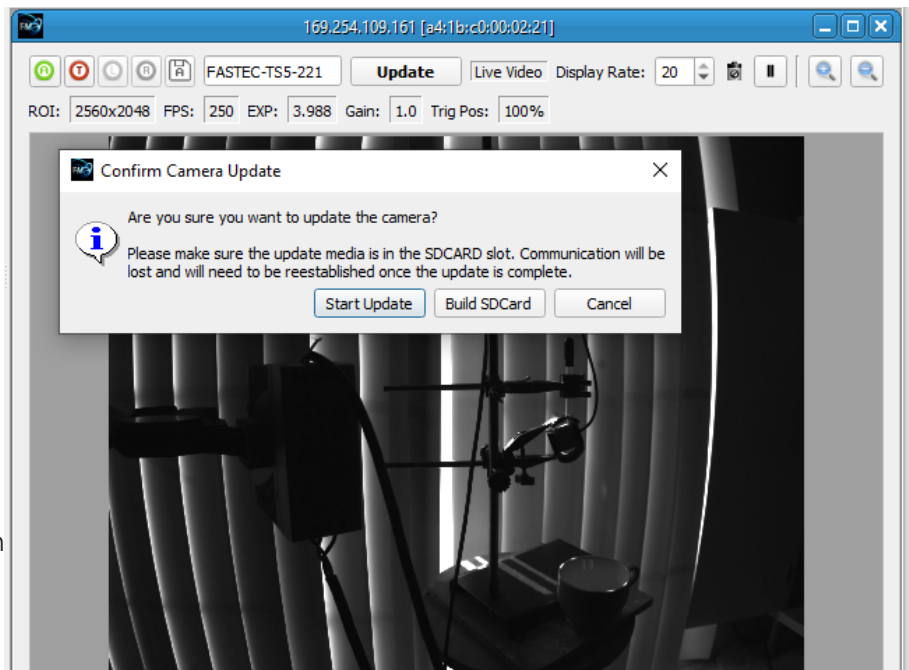 169.254.109.161 [a4:1b:c0:00:02:21]
FASTEC-TS5-221 Update Live Video Display Rate: 20
ROI: 2560x2048 FPS: 250 EXP: 3.988 Gain: 1.0 Trig Pos: 100%
Confirm Camera Update
Are you sure you want to update the camera?
Please make sure the update media is in the SDCARD slot. Communication will be
lost and will need to be reestablished once the update is complete.
Start Update Build SDCard Cancel